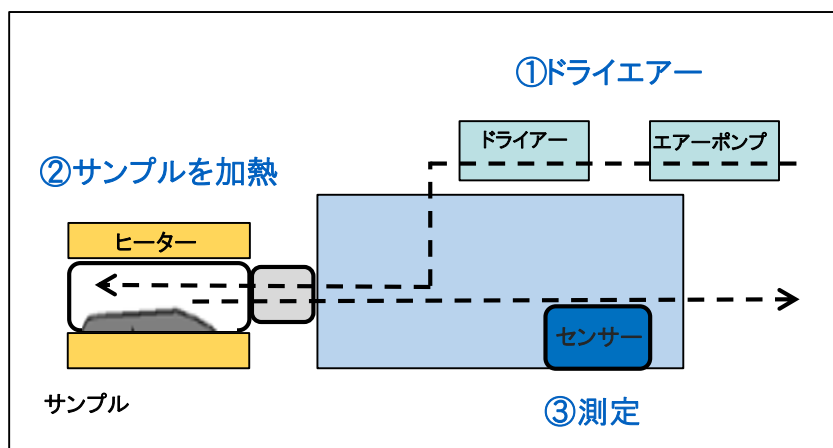 ①ドライエアー
ドライアー
エアーポンプ
②サンプルを加熱
ヒーター
センサー
サンプル
③測定